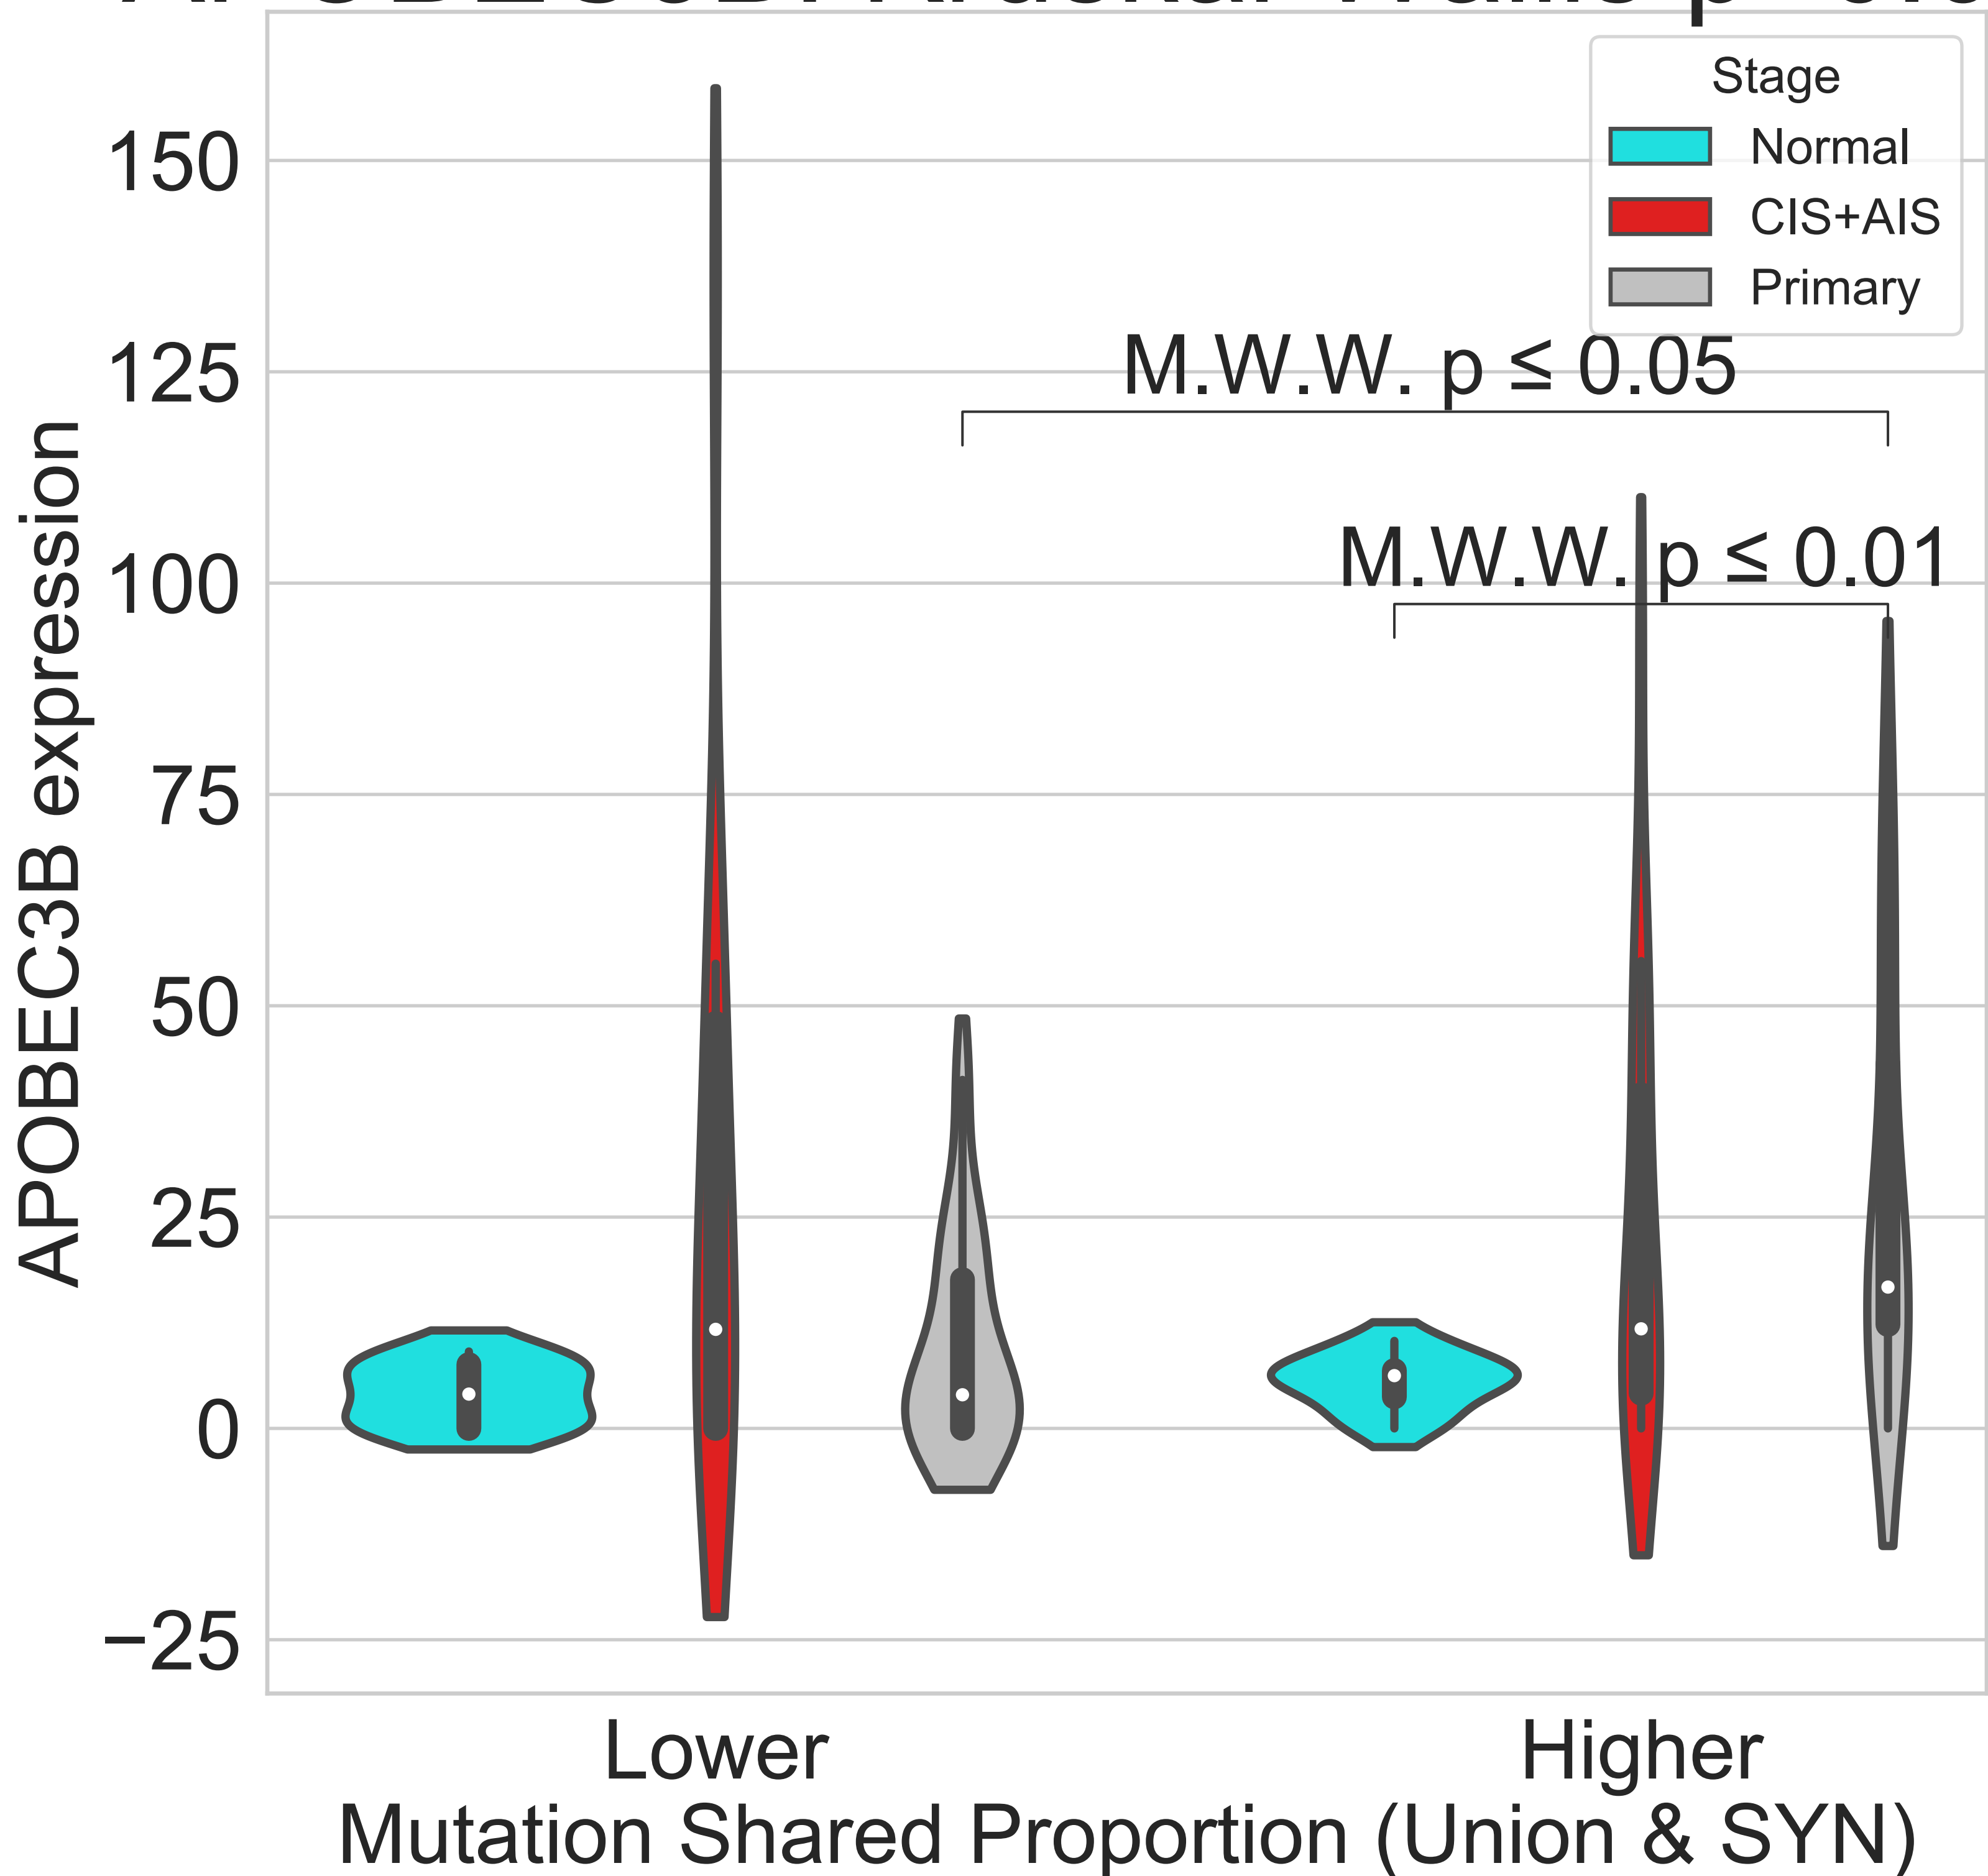 Stage
Normal
CIS+AIS
Primary
M.W.W. p ≤ 0.05
M.W.W. p ≤ 0.01
APOBEC3B expression
150
125
100
75
50
25
0
−25
Lower
Higher
Mutation Shared Proportion (Union & SYN)